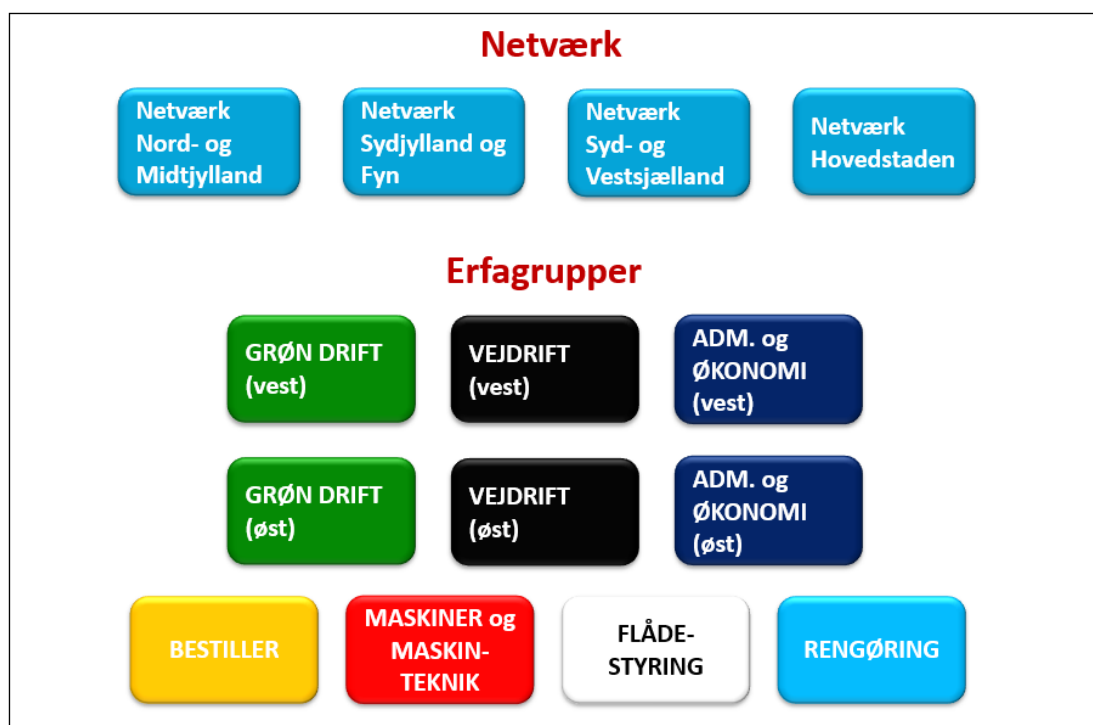 Netværk
Netværk
Nord- og
Midtjylland
Netværk
Sydjylland og
Fyn
Netværk
Syd- og
Vestsjælland
Netværk
Hovedstaden
Erfagrupper
GRØN DRIFT
(vest)
VEJDRIFT
(vest)
ADM. og
ØKONOMI
(vest)
GRØN DRIFT
(øst)
VEJDRIFT
(øst)
ADM. og
ØKONOMI
(øst)
BESTILLER
MASKINER og
MASKIN-
TEKNIK
FLÅDE-
STYRING
RENGØRING